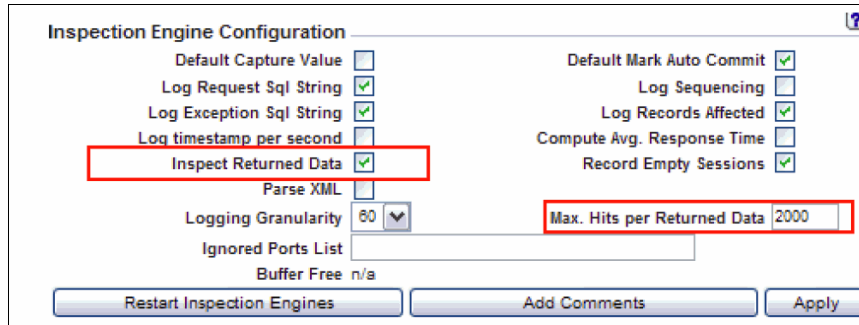 Inspection Engine Configuration ?
Default Capture Value Default Mark Auto Commit
Log Request Sql String Log Sequencing
Log Exception Sql String Log Records Affected
Log timestamp per second Compute Avg. Response Time
Inspect Returned Data Record Empty Sessions
Parse XML
Logging Granularity 60 Max. Hits per Returned Data 2000
Ignored Ports List
Buffer Free n/a
Restart Inspection Engines Add Comments Apply